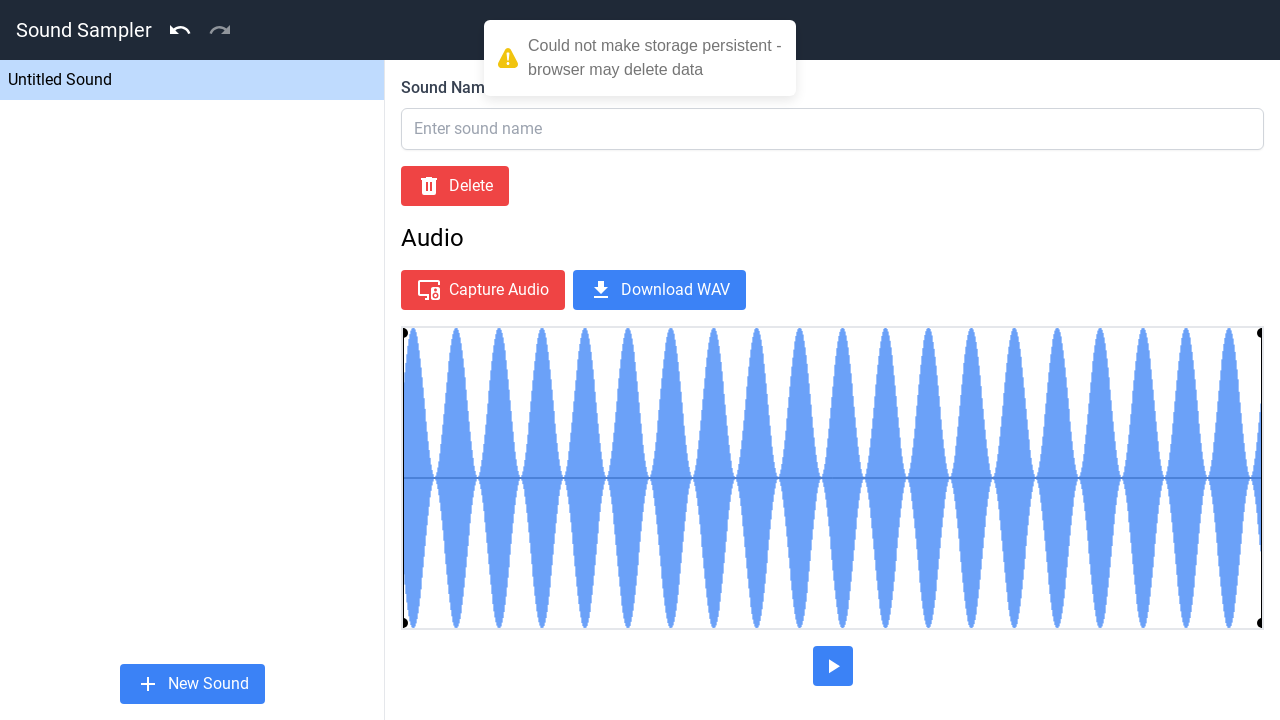 Sound Sampler
Could not make storage persistent -
browser may delete data
Untitled Sound
Sound Nam
Enter sound name
Delete
Audio
Capture Audio
Download WAV
New Sound